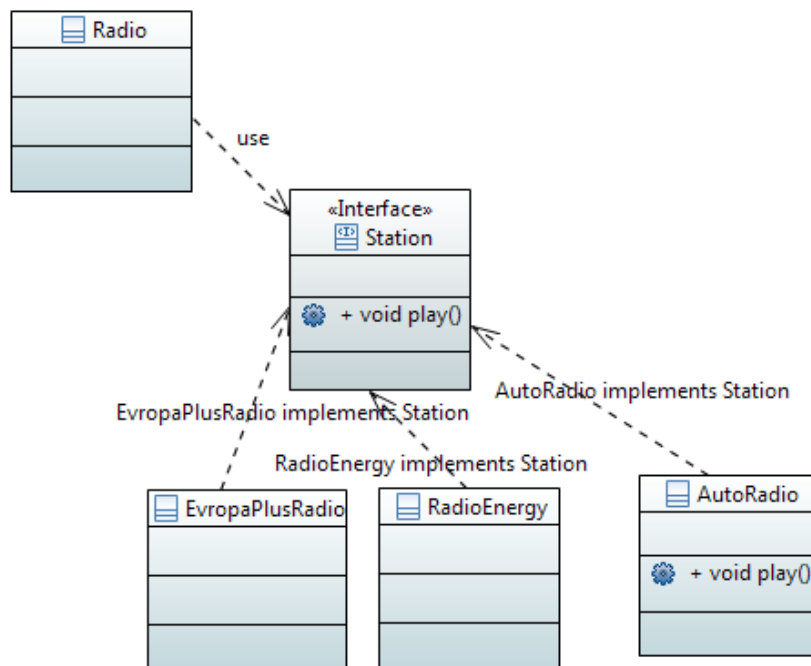 Radio
use
«Interface»
Station
+ void play()
AutoRadio implements Station
EvropaPlusRadio implements Station
RadioEnergy implements Station
EvropaPlusRadio
RadioEnergy
AutoRadio
+ void play()